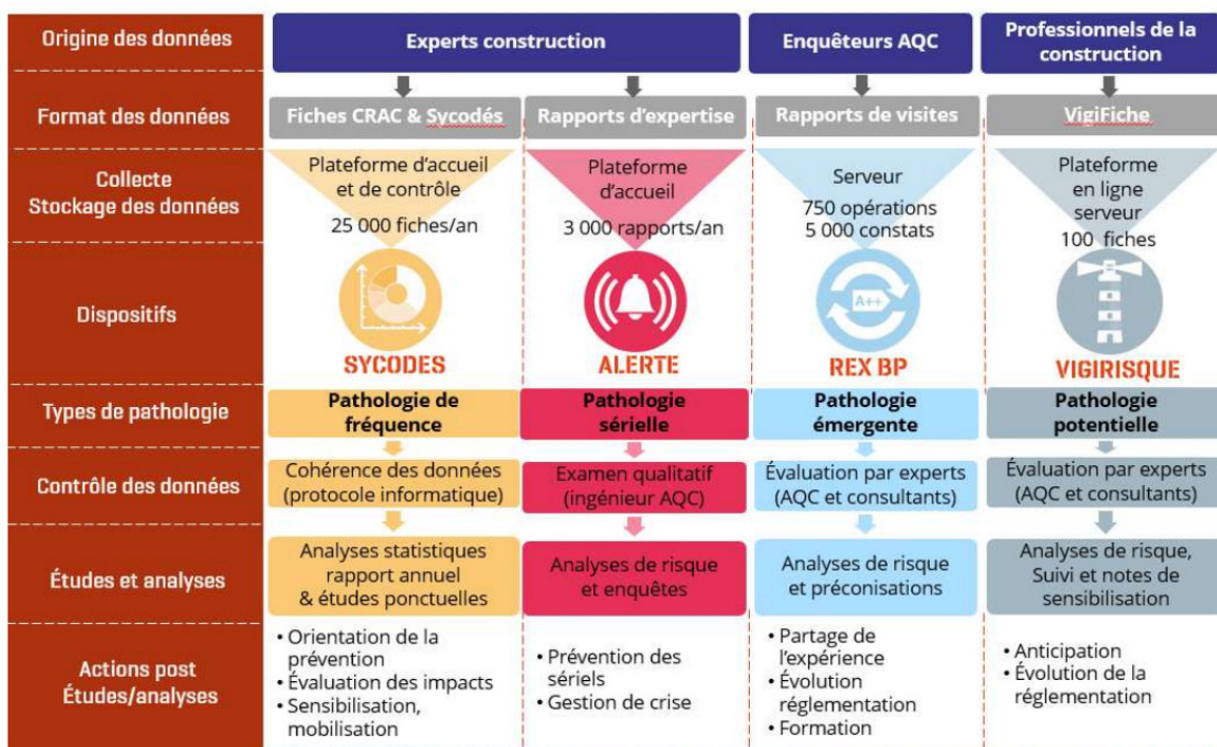 Origine des données
Experts construction
Enquêteurs AQC
Professionnels de la
construction
Format des données
Fiches CRAC & Sycodés
Rapports d'expertise
Rapports de visites
VigiFiche
Collecte
Stockage des données
Plateforme d'accueil
et de contrôle
25 000 fiches/an
Plateforme
d'accueil
3 000 rapports/an
Serveur
750 opérations
5 000 constats
Plateforme
en ligne
serveur
100 fiches
Dispositifs
A++
SYCODES
ALERTE
REX BP
VIGIRISQUE
Types de pathologie
Pathologie de
fréquence
Pathologie
sérielle
Pathologie
émergente
Pathologie
potentielle
Contrôle des données
Cohérence des données
(protocole informatique)
Examen qualitatif
(ingénieur AQC)
Évaluation par experts
(AQC et consultants)
Évaluation par experts
(AQC et consultants)
Études et analyses
Analyses statistiques
rapport annuel
& études ponctuelles
Analyses de risque
et enquêtes
Analyses de risque
et préconisations
Analyses de risque,
Suivi et notes de
sensibilisation
Actions post
Études/analyses
• Orientation de la
prévention
• Évaluation des impacts
• Sensibilisation,
mobilisation
• Prévention des
sériels
• Gestion de crise
• Partage de
l'expérience
• Évolution
réglementation
• Formation
• Anticipation
• Évolution de la
réglementation